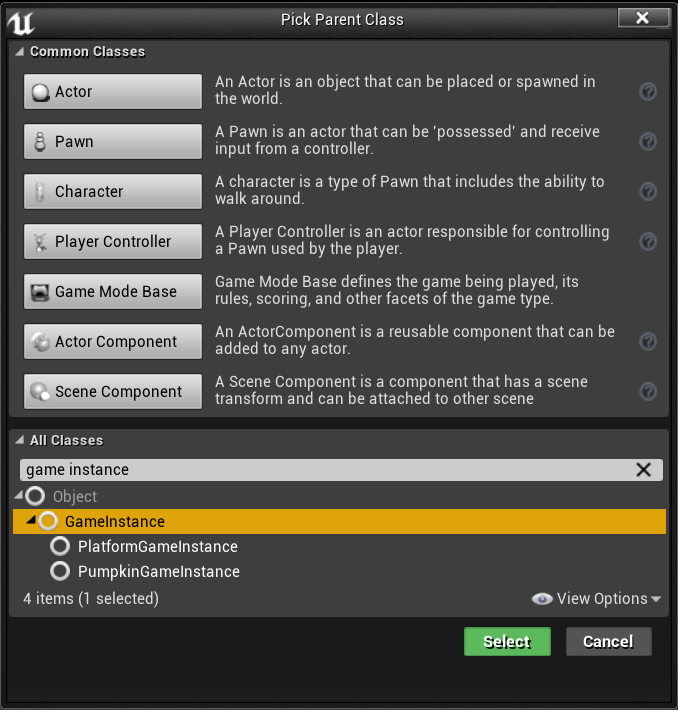 Pick Parent Class
Common Classes
Actor
An Actor is an object that can be placed or spawned in
the world.
Pawn
A Pawn is an actor that can be 'possessed' and receive
input from a controller.
Character
A character is a type of Pawn that includes the ability to
walk around.
Player Controller
A Player Controller is an actor responsible for controlling
a Pawn used by the player.
Game Mode Base
Game Mode Base defines the game being played, its
rules, scoring, and other facets of the game type.
Actor Component
An ActorComponent is a reusable component that can be
added to any actor.
Scene Component
A Scene Component is a component that has a scene
transform and can be attached to other scene
All Classes
game instance
Object
GameInstance
PlatformGameInstance
PumpkinGameInstance
4 items (1 selected)
View Options
Select
Cancel